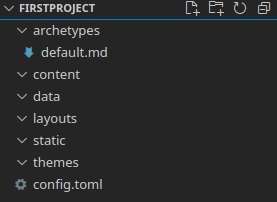 FIRSTPROJECT
archetypes
default.md
content
data
layouts
static
themes
config.toml